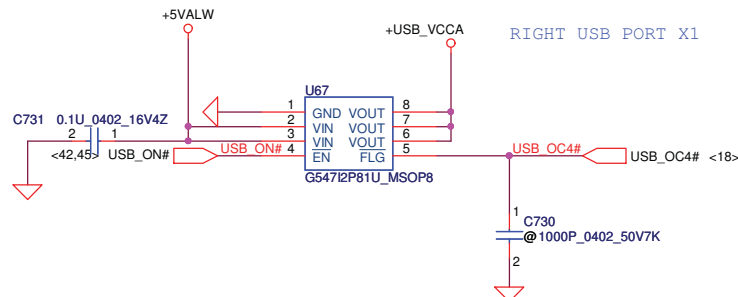 +5VALW
+USB_VCCA
RIGHT USB PORT X1
U67
C731 0.1U_0402_16V4Z
1 GND VOUT 8
2 VIN VOUT 7
3 VIN VOUT 6
4 EN FLG 5
2 1
<42,45> USB_ON# USB_ON#
USB_OC4# USB_OC4# <18>
G547I2P81U_MSOP8
1
C730
@1000P_0402_50V7K
2